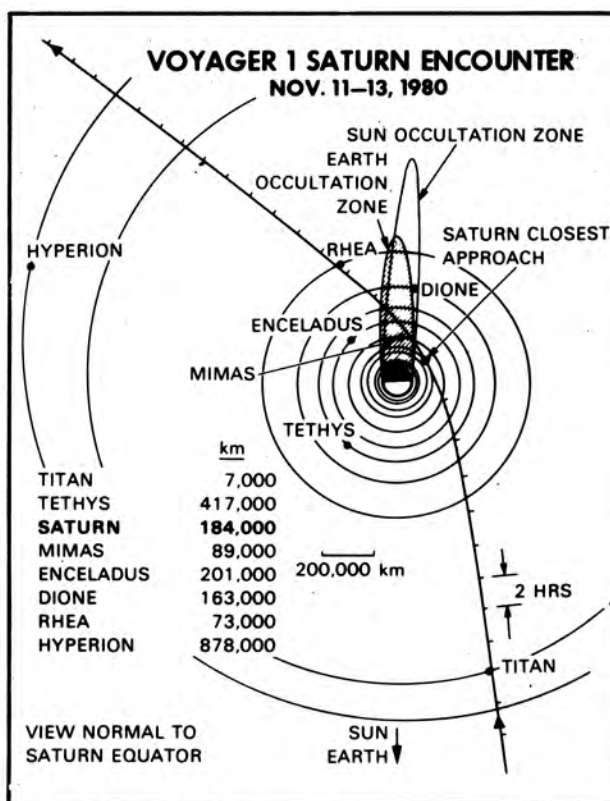 VOYAGER 1 SATURN ENCOUNTER
NOV. 11–13, 1980
SUN OCCULTATION ZONE
EARTH
OCCULTATION
ZONE
SATURN CLOSEST
APPROACH
HYPERION
RHEA
DIONE
ENCELADUS
MIMAS
TETHYS
km
TITAN 7,000
TETHYS 417,000
SATURN 184,000
MIMAS 89,000
ENCELADUS 201,000
DIONE 163,000
RHEA 73,000
HYPERION 878,000
200,000 km
2 HRS
TITAN
VIEW NORMAL TO
SATURN EQUATOR
SUN
EARTH